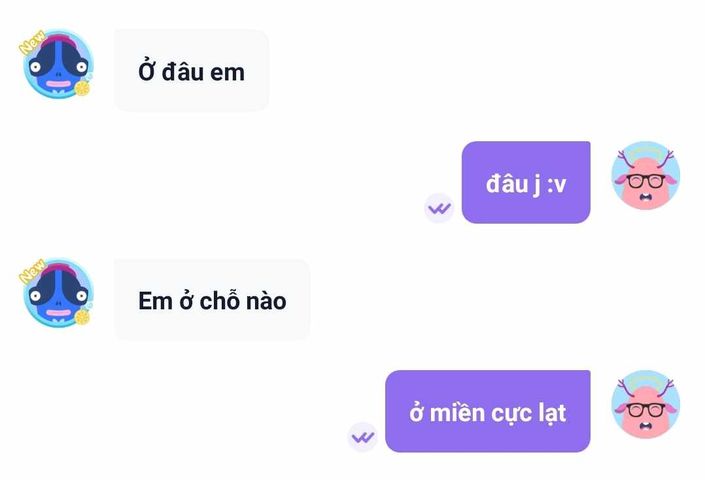 New
Ở đâu em
đâu j :v
New
Em ở chỗ nào
ở miền cực lạt